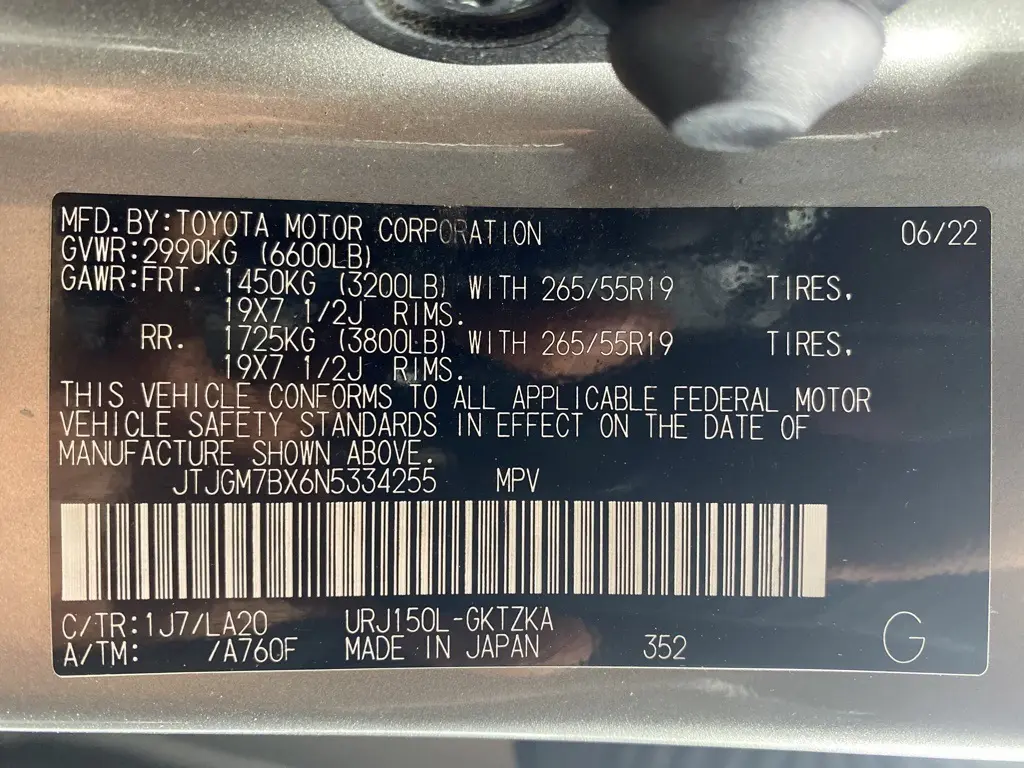 MFD.BY:TOYOTA MOTOR CORPORATION 06/22
GVWR:2990KG (6600LB)
GAWR:FRT. 1450KG (3200LB) WITH 265/55R19 TIRES.
19X7 1/2J RIMS.
RR. 1725KG (3800LB) WITH 265/55R19 TIRES.
19X7 1/2J RIMS.
THIS VEHICLE CONFORMS TO ALL APPLICABLE FEDERAL MOTOR
VEHICLE SAFETY STANDARDS IN EFFECT ON THE DATE OF
MANUFACTURE SHOWN ABOVE.
JTJGM7BX6N5334255 MPV
C/TR:1J7/LA20 URJ150L-GKTZKA
A/TM: /A760F MADE IN JAPAN 352 G